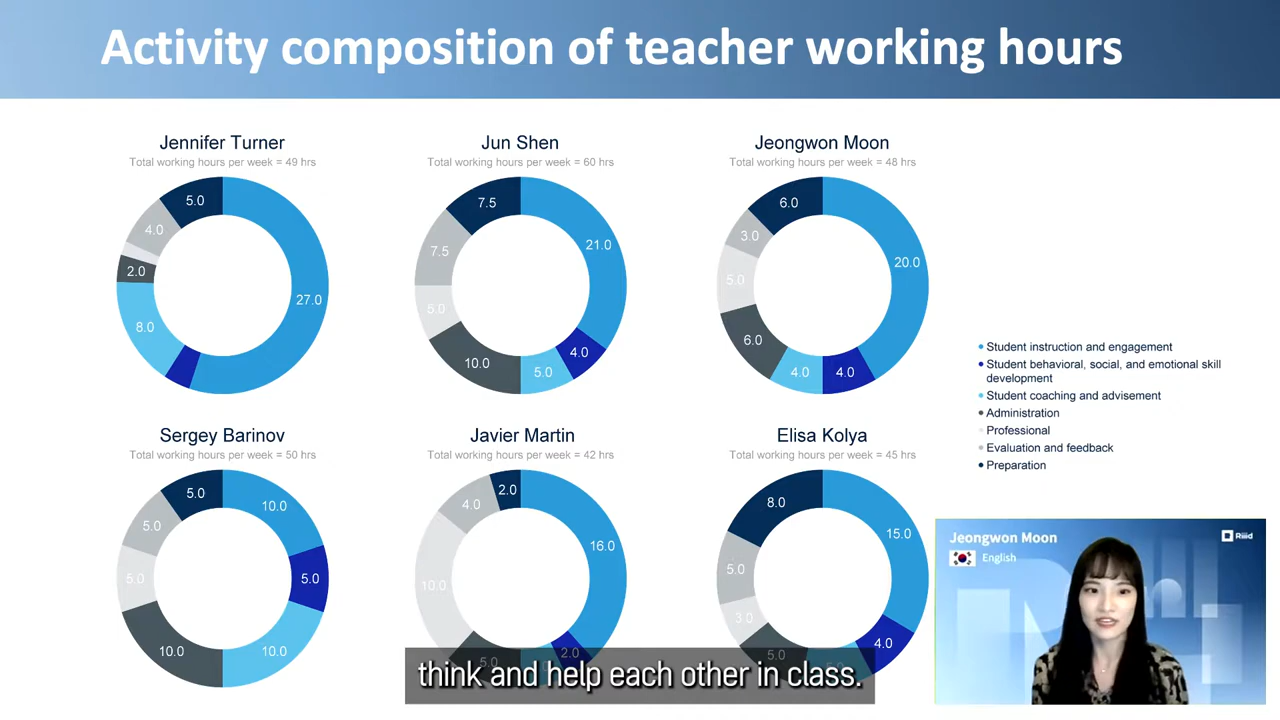 Activity composition of teacher working hours
Jennifer Turner
Total working hours per week = 49 hrs
5.0
4.0
2.0
8.0
27.0
Jun Shen
Total working hours per week = 60 hrs
7.5
7.5
5.0
10.0
5.0
4.0
21.0
Jeongwon Moon
Total working hours per week = 48 hrs
6.0
3.0
5.0
6.0
4.0
4.0
20.0
Student instruction and engagement
Student behavioral, social, and emotional skill
development
Student coaching and advisement
Administration
Professional
Evaluation and feedback
Preparation
Sergey Barinov
Total working hours per week = 50 hrs
5.0
5.0
5.0
10.0
10.0
5.0
10.0
Javier Martin
Total working hours per week = 42 hrs
2.0
4.0
10.0
5.0
2.0
16.0
Elisa Kolya
Total working hours per week = 45 hrs
8.0
5.0
3.0
5.0
5.0
4.0
15.0
Jeongwon Moon
English
Riiid
think and help each other in class.